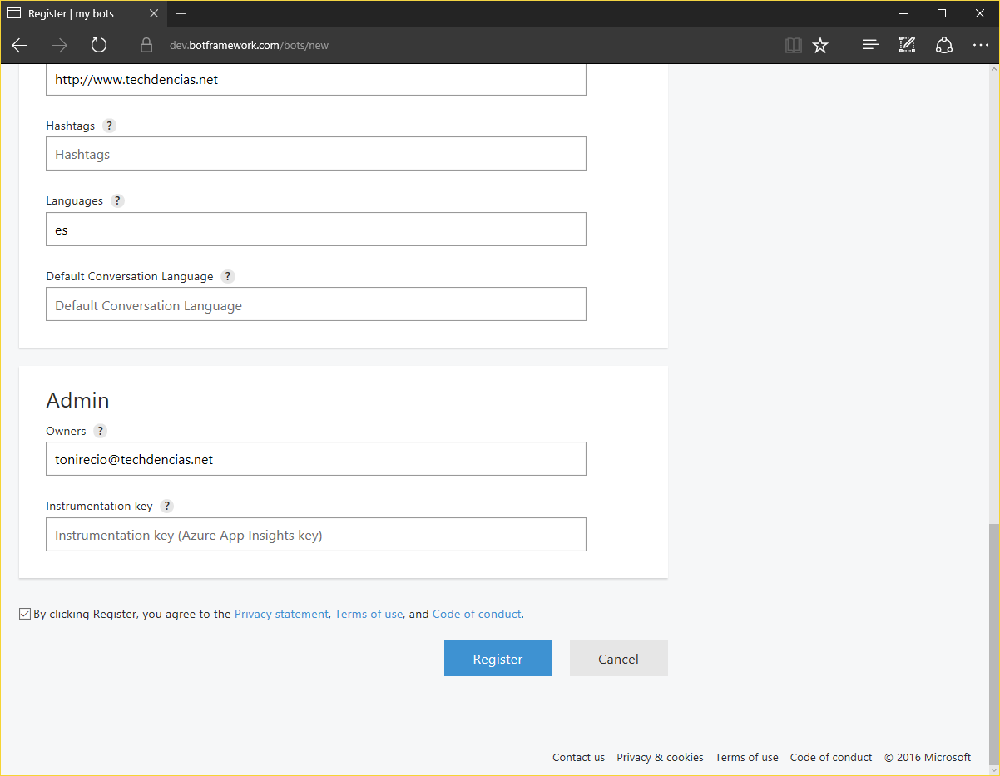 Register | my bots
dev.botframework.com/bots/new
http://www.techdencias.net
Hashtags ?
Hashtags
Languages ?
es
Default Conversation Language ?
Default Conversation Language
Admin
Owners ?
tonirecio@techdencias.net
Instrumentation key ?
Instrumentation key (Azure App Insights key)
By clicking Register, you agree to the Privacy statement, Terms of use, and Code of conduct.
Register Cancel
Contact us Privacy & cookies Terms of use Code of conduct © 2016 Microsoft